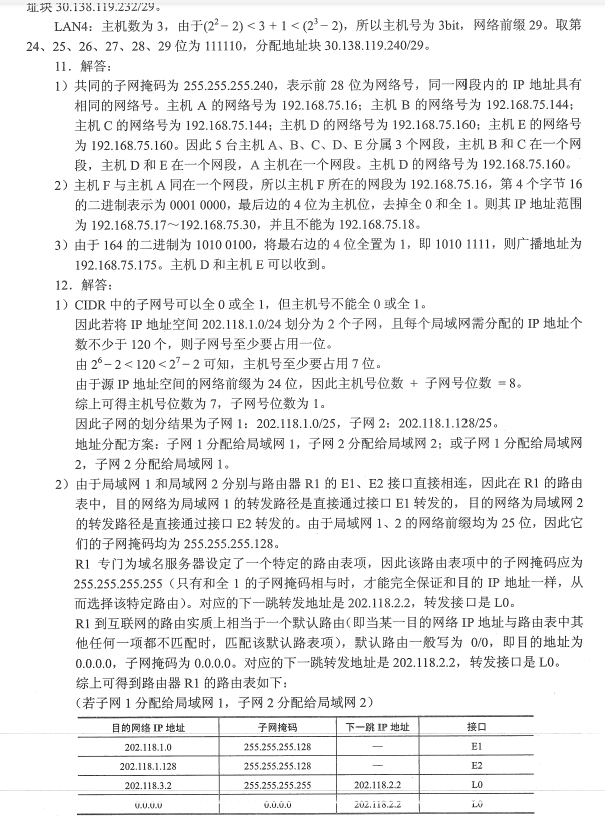 址块 30.138.119.232/29。
LAN4：主机数为 3，由于(2²－2)＜3＋1＜(2³－2)，所以主机号为 3bit，网络前缀 29。取第
24、25、26、27、28、29 位为 111110，分配地址块 30.138.119.240/29。
11．解答：
1）共同的子网掩码为 255.255.255.240，表示前 28 位为网络号，同一网段内的 IP 地址具有
相同的网络号。主机 A 的网络号为 192.168.75.16；主机 B 的网络号为 192.168.75.144；
主机 C 的网络号为 192.168.75.144；主机 D 的网络号为 192.168.75.160；主机 E 的网络号
为 192.168.75.160。因此 5 台主机 A、B、C、D、E 分属 3 个网段，主机 B 和 C 在一个网
段，主机 D 和 E 在一个网段，A 主机在一个网段。主机 D 的网络号为 192.168.75.160。
2）主机 F 与主机 A 同在一个网段，所以主机 F 所在的网段为 192.168.75.16，第 4 个字节 16
的二进制表示为 0001 0000，最后边的 4 位为主机位，去掉全 0 和全 1。则其 IP 地址范围
为 192.168.75.17～192.168.75.30，并且不能为 192.168.75.18。
3）由于 164 的二进制为 1010 0100，将最右边的 4 位全置为 1，即 1010 1111，则广播地址为
192.168.75.175。主机 D 和主机 E 可以收到。
12．解答：
1）CIDR 中的子网号可以全 0 或全 1，但主机号不能全 0 或全 1。
因此若将 IP 地址空间 202.118.1.0/24 划分为 2 个子网，且每个局域网需分配的 IP 地址个
数不少于 120 个，则子网号至少要占用一位。
由 2⁶－2＜120＜2⁷－2 可知，主机号至少要占用 7 位。
由于源 IP 地址空间的网络前缀为 24 位，因此主机号位数 + 子网号位数 = 8。
综上可得主机号位数为 7，子网号位数为 1。
因此子网的划分结果为子网 1：202.118.1.0/25，子网 2：202.118.1.128/25。
地址分配方案：子网 1 分配给局域网 1，子网 2 分配给局域网 2；或子网 1 分配给局域网
2，子网 2 分配给局域网 1。
2）由于局域网 1 和局域网 2 分别与路由器 R1 的 E1、E2 接口直接相连，因此在 R1 的路由
表中，目的网络为局域网 1 的转发路径是直接通过接口 E1 转发的，目的网络为局域网 2
的转发路径是直接通过接口 E2 转发的。由于局域网 1、2 的网络前缀均为 25 位，因此它
们的子网掩码均为 255.255.255.128。
R1 专门为域名服务器设定了一个特定的路由表项，因此该路由表项中的子网掩码应为
255.255.255.255（只有和全 1 的子网掩码相与时，才能完全保证和目的 IP 地址一样，从
而选择该特定路由）。对应的下一跳转发地址是 202.118.2.2，转发接口是 L0。
R1 到互联网的路由实质上相当于一个默认路由（即当某一目的网络 IP 地址与路由表中其
他任何一项都不匹配时，匹配该默认路表项），默认路由一般写为 0/0，即目的地址为
0.0.0.0，子网掩码为 0.0.0.0。对应的下一跳转发地址是 202.118.2.2，转发接口是 L0。
综上可得到路由器 R1 的路由表如下：
（若子网 1 分配给局域网 1，子网 2 分配给局域网 2）
目的网络 IP 地址 子网掩码 下一跳 IP 地址 接口
202.118.1.0 255.255.255.128 — E1
202.118.1.128 255.255.255.128 — E2
202.118.3.2 255.255.255.255 202.118.2.2 L0
0.0.0.0 0.0.0.0 202.118.2.2 L0